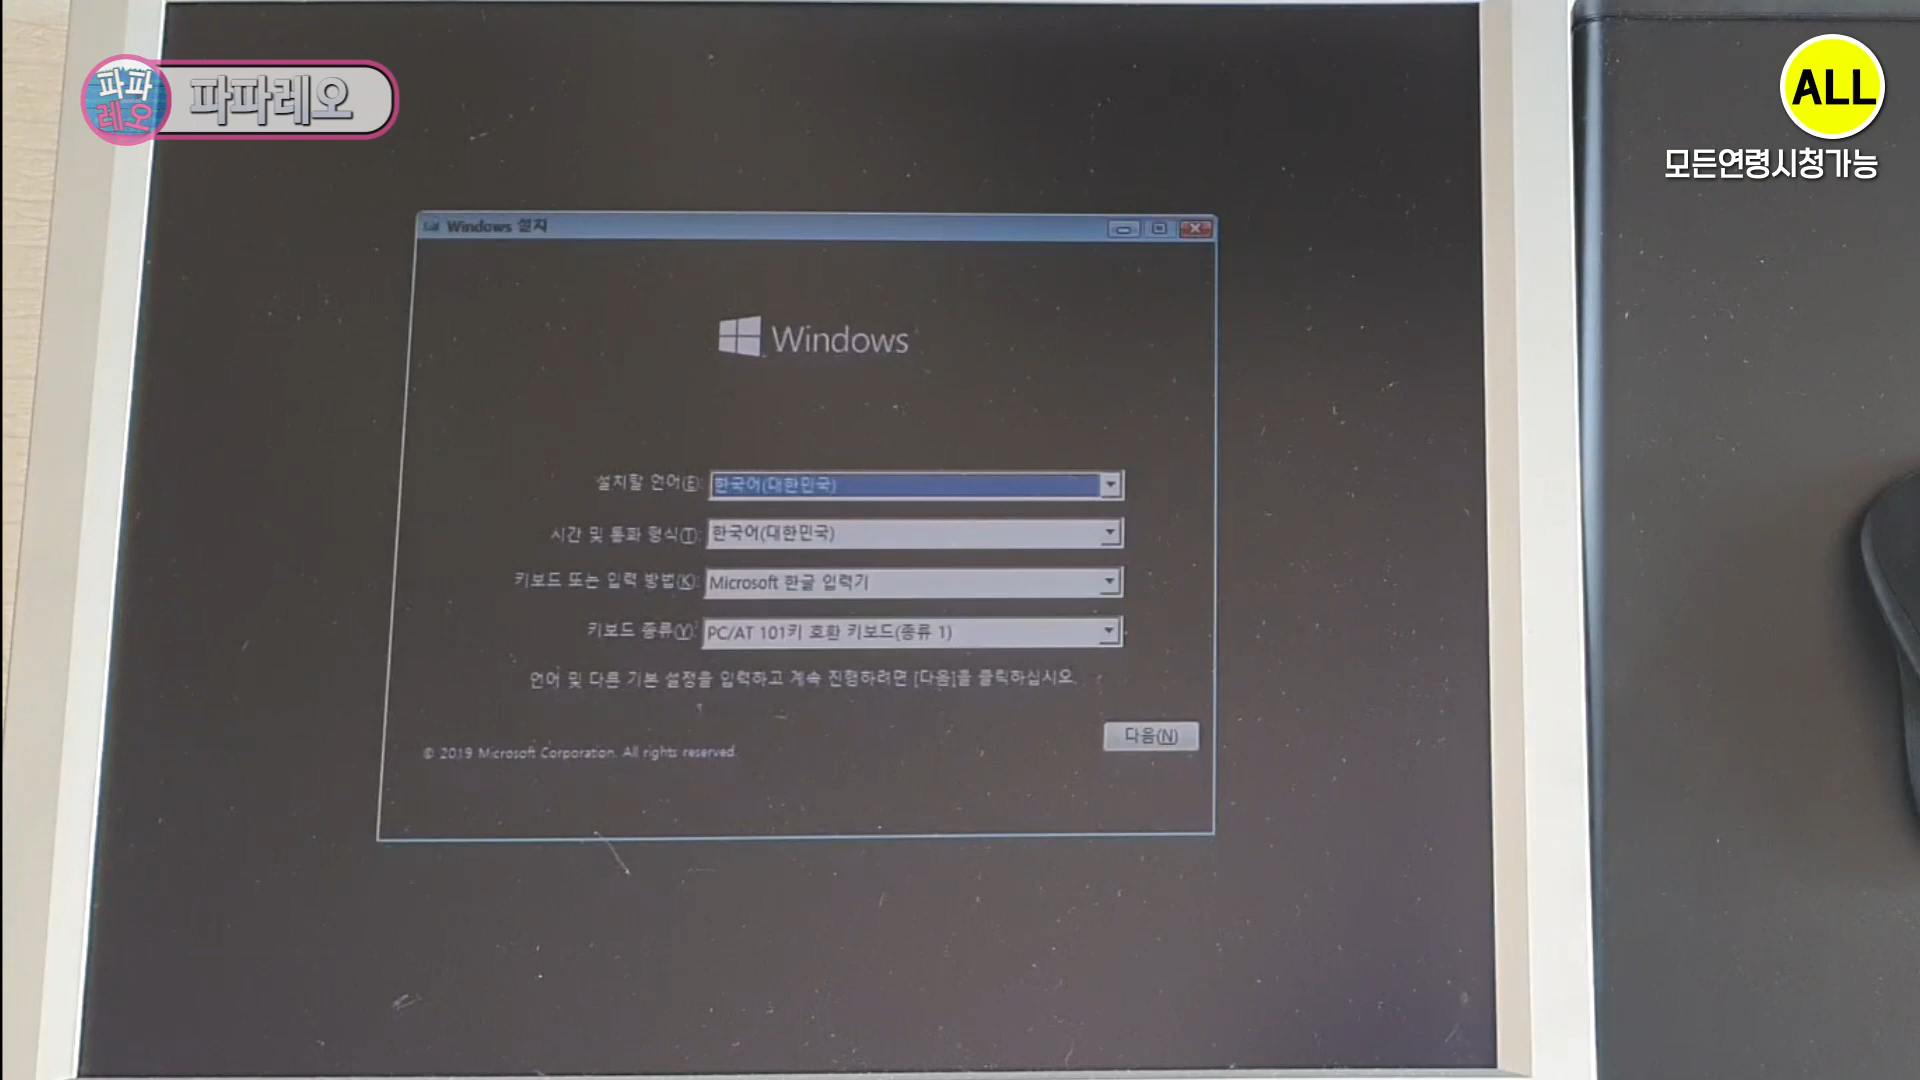 파파
레오
파파레오
ALL
모든연령시청가능
Windows 설치
Windows
설치할 언어(E): 한국어(대한민국)
시간 및 통화 형식(T): 한국어(대한민국)
키보드 또는 입력 방법(K): Microsoft 한글 입력기
키보드 종류(Y): PC/AT 101키 호환 키보드(종류 1)
언어 및 다른 기본 설정을 입력하고 계속 진행하려면 [다음]을 클릭하십시오.
다음(N)
© 2019 Microsoft Corporation. All rights reserved.